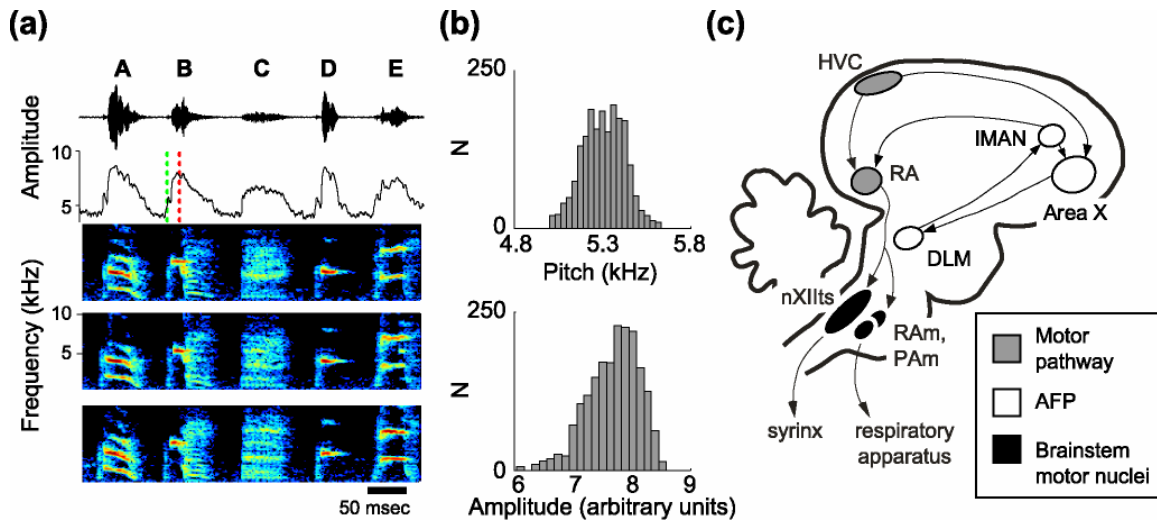 (a)
A B C D E
Amplitude
10
5
Frequency (kHz)
10
5
50 msec
(b)
250
N
0
4.8 5.3 5.8
Pitch (kHz)
250
N
0
6 7 8 9
Amplitude (arbitrary units)
(c)
HVC
lMAN
RA
Area X
DLM
nXIIts
RAm,
PAm
syrinx
respiratory
apparatus
Motor
pathway
AFP
Brainstem
motor nuclei